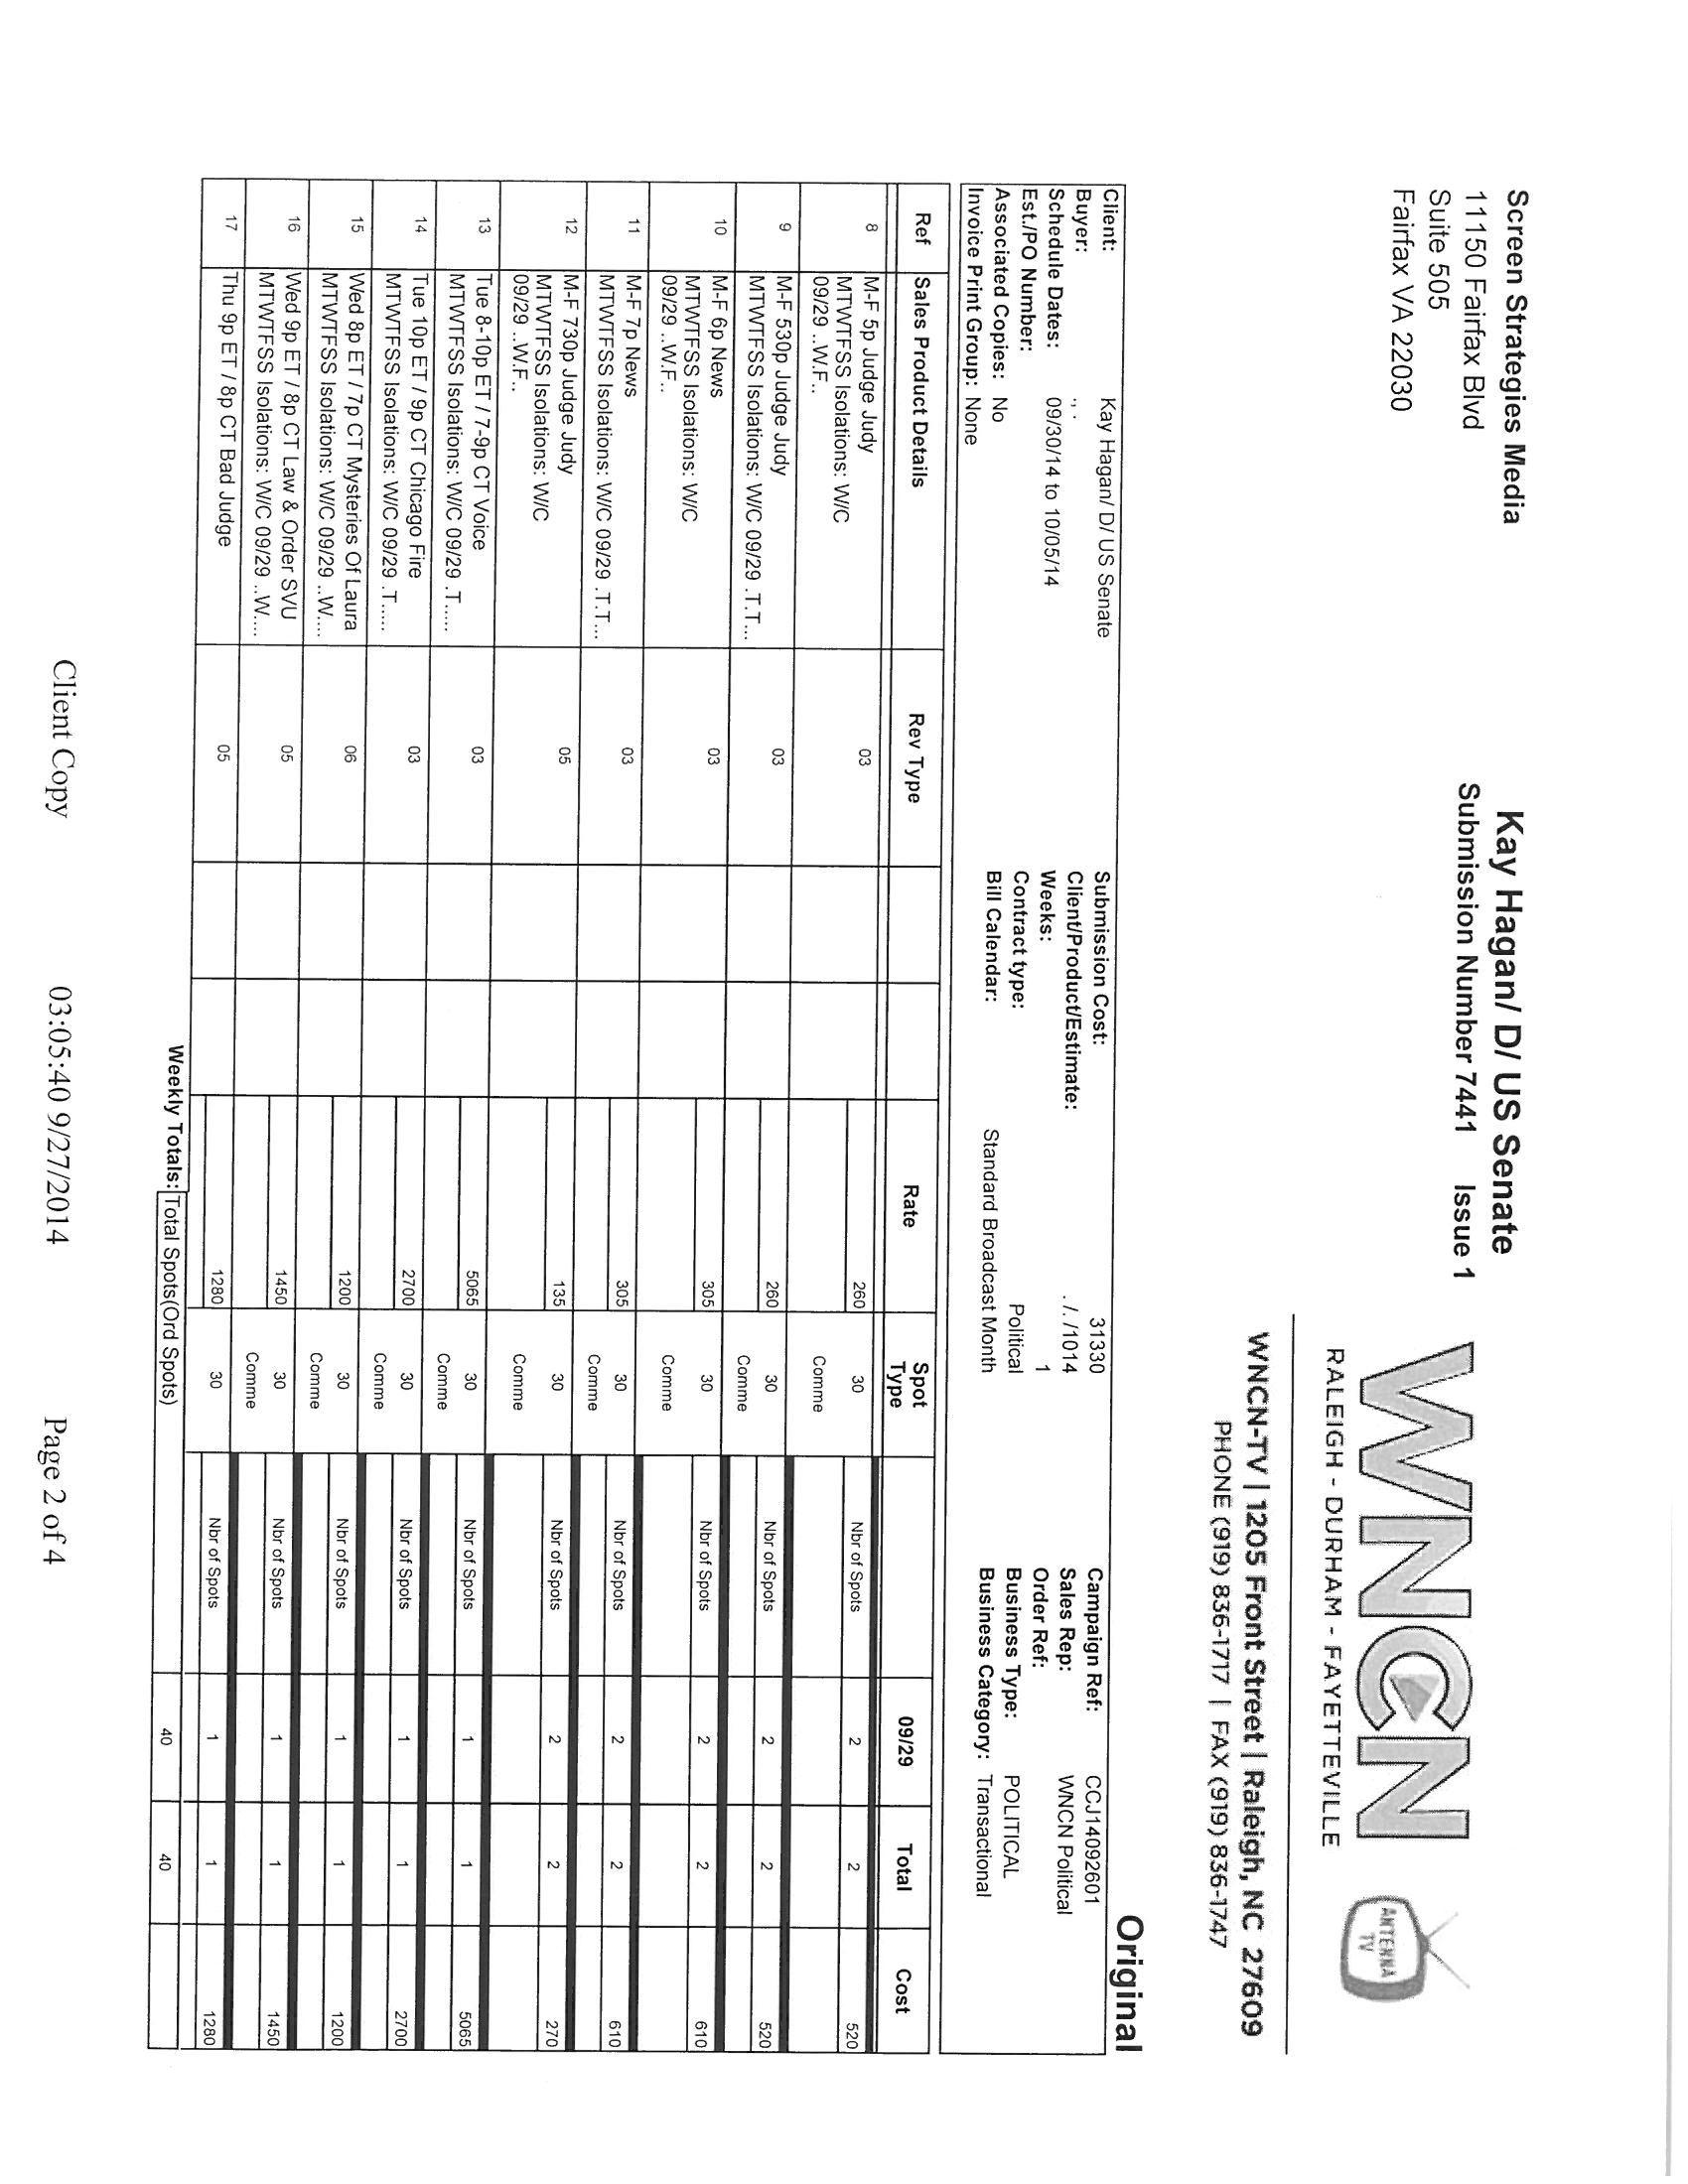 Screen Strategies Media
11150 Fairfax Blvd
Suite 505
Fairfax VA 22030
Kay Hagan/ D/ US Senate
Submission Number 7441 Issue 1
WNCN
RALEIGH - DURHAM - FAYETTEVILLE
ANTENNA
TV
WNCN-TV | 1205 Front Street | Raleigh, NC 27609
PHONE (919) 836-1717 | FAX (919) 836-1747
Original
Client: Kay Hagan/ D/ US Senate Submission Cost: 31330 Campaign Ref: CCJ14092601
Buyer: ., . Client/Product/Estimate: . /. /1014 Sales Rep: WNCN Political
Schedule Dates: 09/30/14 to 10/05/14 Weeks: 1 Order Ref:
Est./PO Number: Contract type: Political Business Type: POLITICAL
Associated Copies: No Bill Calendar: Standard Broadcast Month Business Category: Transactional
Invoice Print Group: None
Ref Sales Product Details Rev Type Rate Spot Type 09/29 Total Cost
8 M-F 5p Judge Judy 03 260 30 Nbr of Spots 2 2 520
MTWTFSS Isolations: W/C Comme
09/29 ..W.F..
9 M-F 530p Judge Judy 03 260 30 Nbr of Spots 2 2 520
MTWTFSS Isolations: W/C 09/29 .T.T... Comme
10 M-F 6p News 03 305 30 Nbr of Spots 2 2 610
MTWTFSS Isolations: W/C Comme
09/29 ..W.F..
11 M-F 7p News 03 305 30 Nbr of Spots 2 2 610
MTWTFSS Isolations: W/C 09/29 .T.T... Comme
12 M-F 730p Judge Judy 05 135 30 Nbr of Spots 2 2 270
MTWTFSS Isolations: W/C Comme
09/29 ..W.F..
13 Tue 8-10p ET / 7-9p CT Voice 03 5065 30 Nbr of Spots 1 1 5065
MTWTFSS Isolations: W/C 09/29 .T..... Comme
14 Tue 10p ET / 9p CT Chicago Fire 03 2700 30 Nbr of Spots 1 1 2700
MTWTFSS Isolations: W/C 09/29 .T..... Comme
15 Wed 8p ET / 7p CT Mysteries Of Laura 06 1200 30 Nbr of Spots 1 1 1200
MTWTFSS Isolations: W/C 09/29 ..W.... Comme
16 Wed 9p ET / 8p CT Law & Order SVU 05 1450 30 Nbr of Spots 1 1 1450
MTWTFSS Isolations: W/C 09/29 ..W.... Comme
17 Thu 9p ET / 8p CT Bad Judge 05 1280 30 Nbr of Spots 1 1 1280
Weekly Totals: Total Spots(Ord Spots) 40 40
Client Copy 03:05:40 9/27/2014 Page 2 of 4